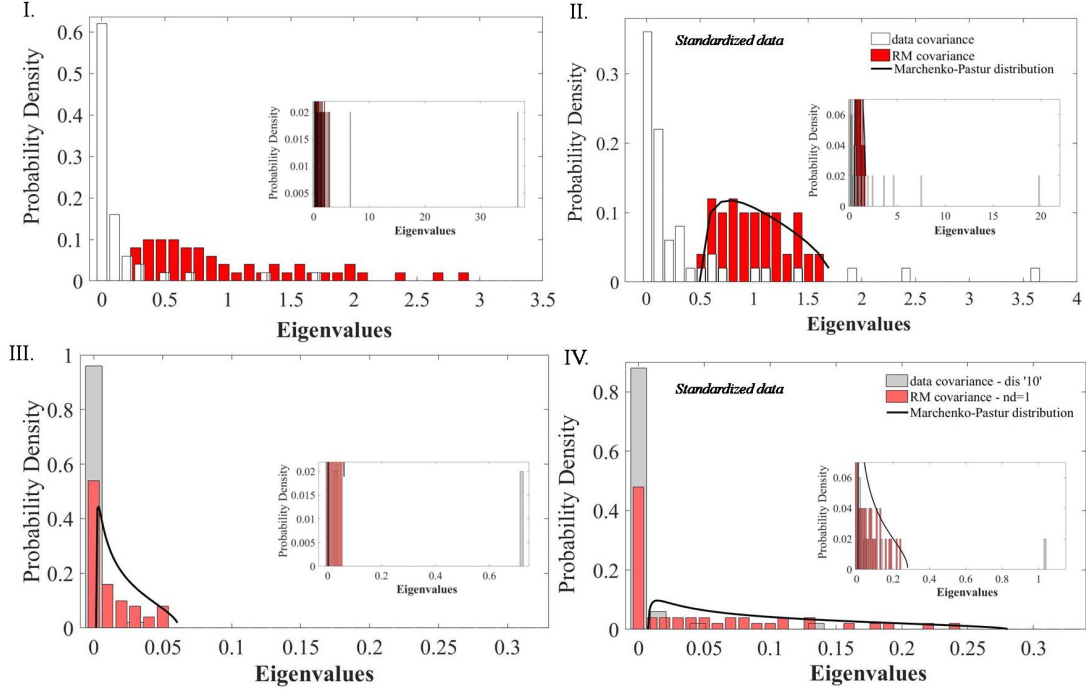 I.
Probability Density
0.6
0.5
0.4
0.3
0.2
0.1
0
0 0.5 1 1.5 2 2.5 3 3.5
Eigenvalues
Probability Density
0.02
0.015
0.01
0.005
0 10 20 30
Eigenvalues
II.
Standardized data
data covariance
RM covariance
Marchenko-Pastur distribution
Probability Density
0.3
0.2
0.1
0
0 0.5 1 1.5 2 2.5 3 3.5 4
Eigenvalues
Probability Density
0.06
0.04
0.02
0
0 5 10 15 20
Eigenvalues
III.
Probability Density
1
0.8
0.6
0.4
0.2
0
0 0.05 0.1 0.15 0.2 0.25 0.3
Eigenvalues
Probability Density
0.02
0.015
0.01
0.005
0
0 0.2 0.4 0.6
Eigenvalues
IV.
Standardized data
data covariance - dis '10'
RM covariance - nd=1
Marchenko-Pastur distribution
Probability Density
0.8
0.6
0.4
0.2
0
0 0.05 0.1 0.15 0.2 0.25 0.3
Eigenvalues
Probability Density
0.06
0.04
0.02
0
0 0.2 0.4 0.6 0.8 1
Eigenvalues